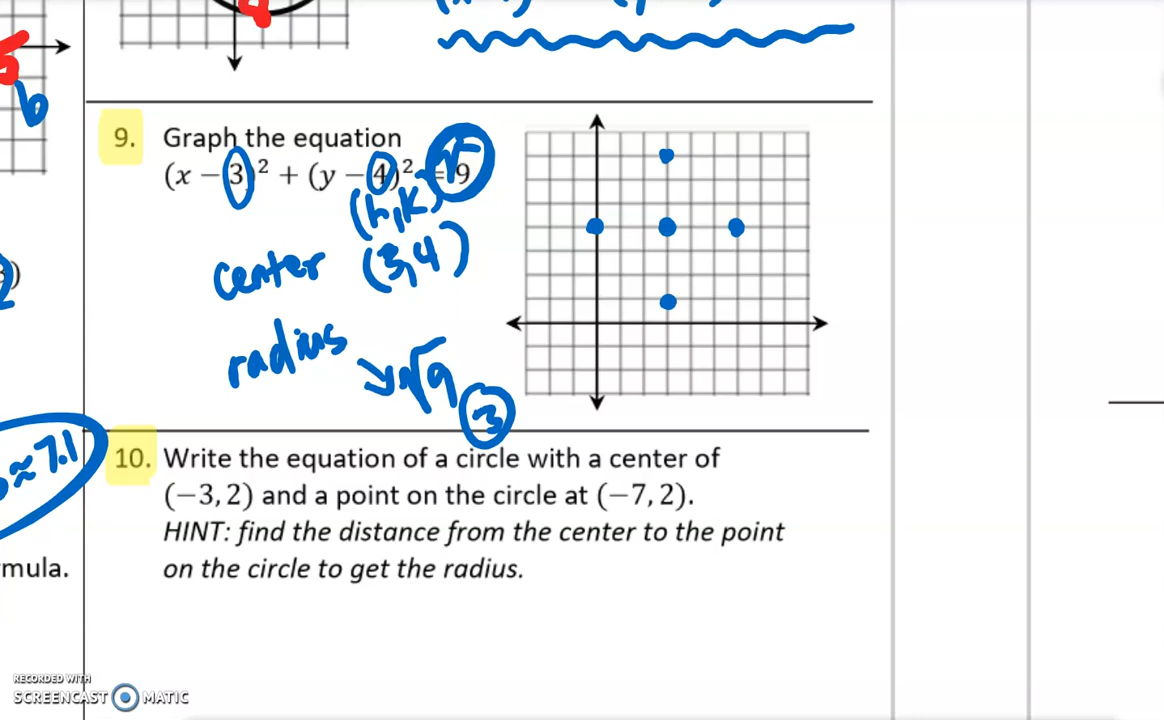 b
9. Graph the equation
(x − 3)² + (y − 4)² = 9
r
(h,k)
center (3,4)
radius
√9
3
≈ 7.1
10. Write the equation of a circle with a center of
(−3, 2) and a point on the circle at (−7, 2).
HINT: find the distance from the center to the point
mula. on the circle to get the radius.
RECORDED WITH
SCREENCAST MATIC